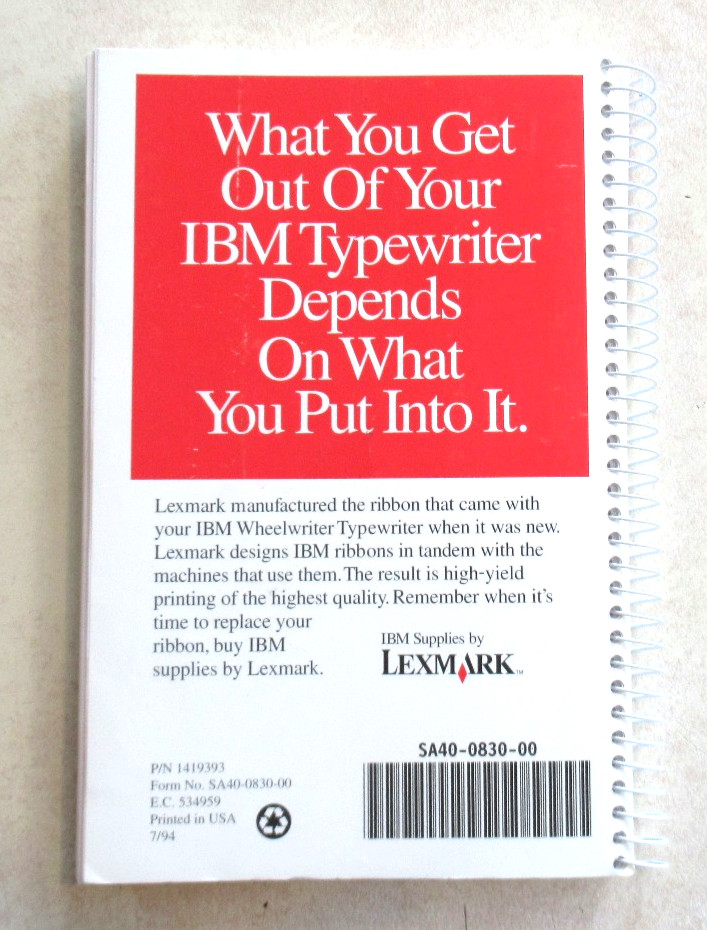 What You Get
Out Of Your
IBM Typewriter
Depends
On What
You Put Into It.
Lexmark manufactured the ribbon that came with
your IBM Wheelwriter Typewriter when it was new.
Lexmark designs IBM ribbons in tandem with the
machines that use them. The result is high-yield
printing of the highest quality. Remember when it's
time to replace your
ribbon, buy IBM
supplies by Lexmark.
IBM Supplies by
LEXMARK™
SA40-0830-00
P/N 1419393
Form No. SA40-0830-00
E.C. 534959
Printed in USA
7/94